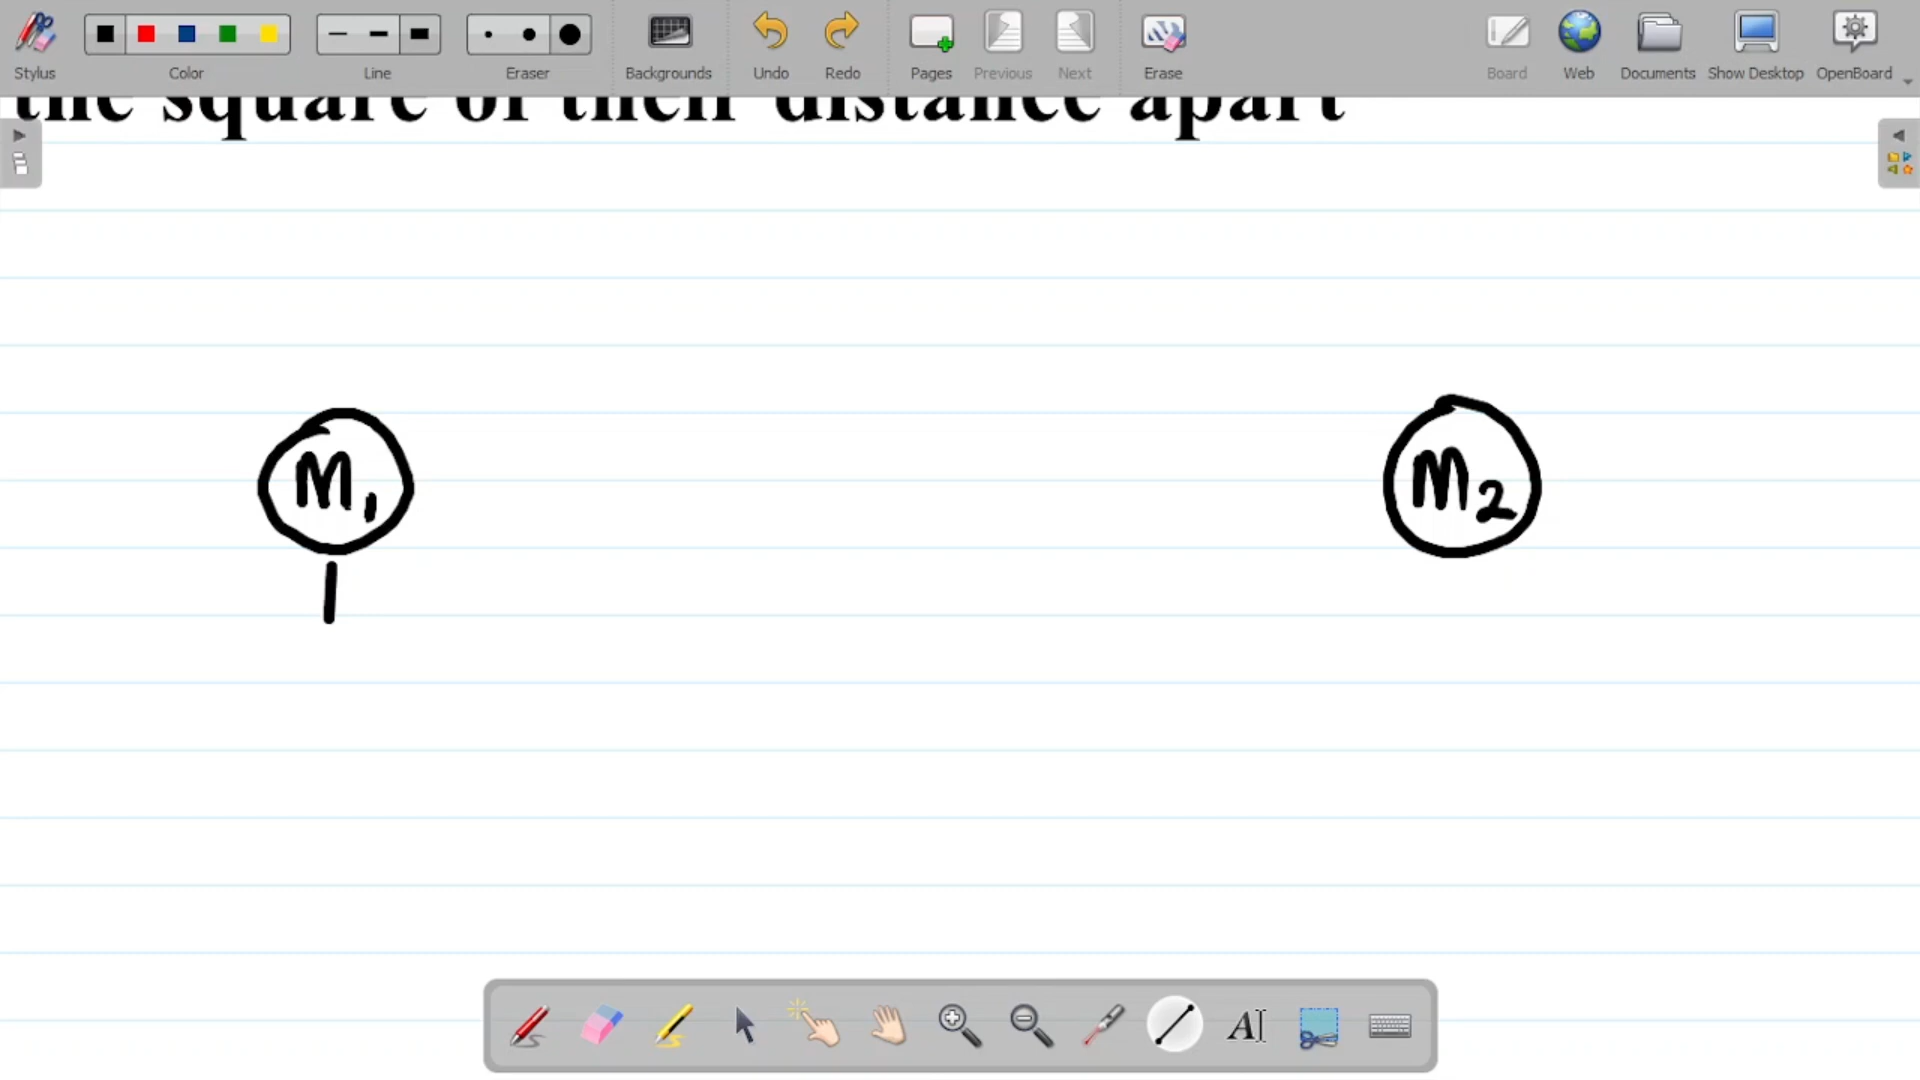 Stylus Color Line Eraser Backgrounds Undo Redo Pages Previous Next Erase Board Web Documents Show Desktop OpenBoard
the square of their distance apart
M1 M2